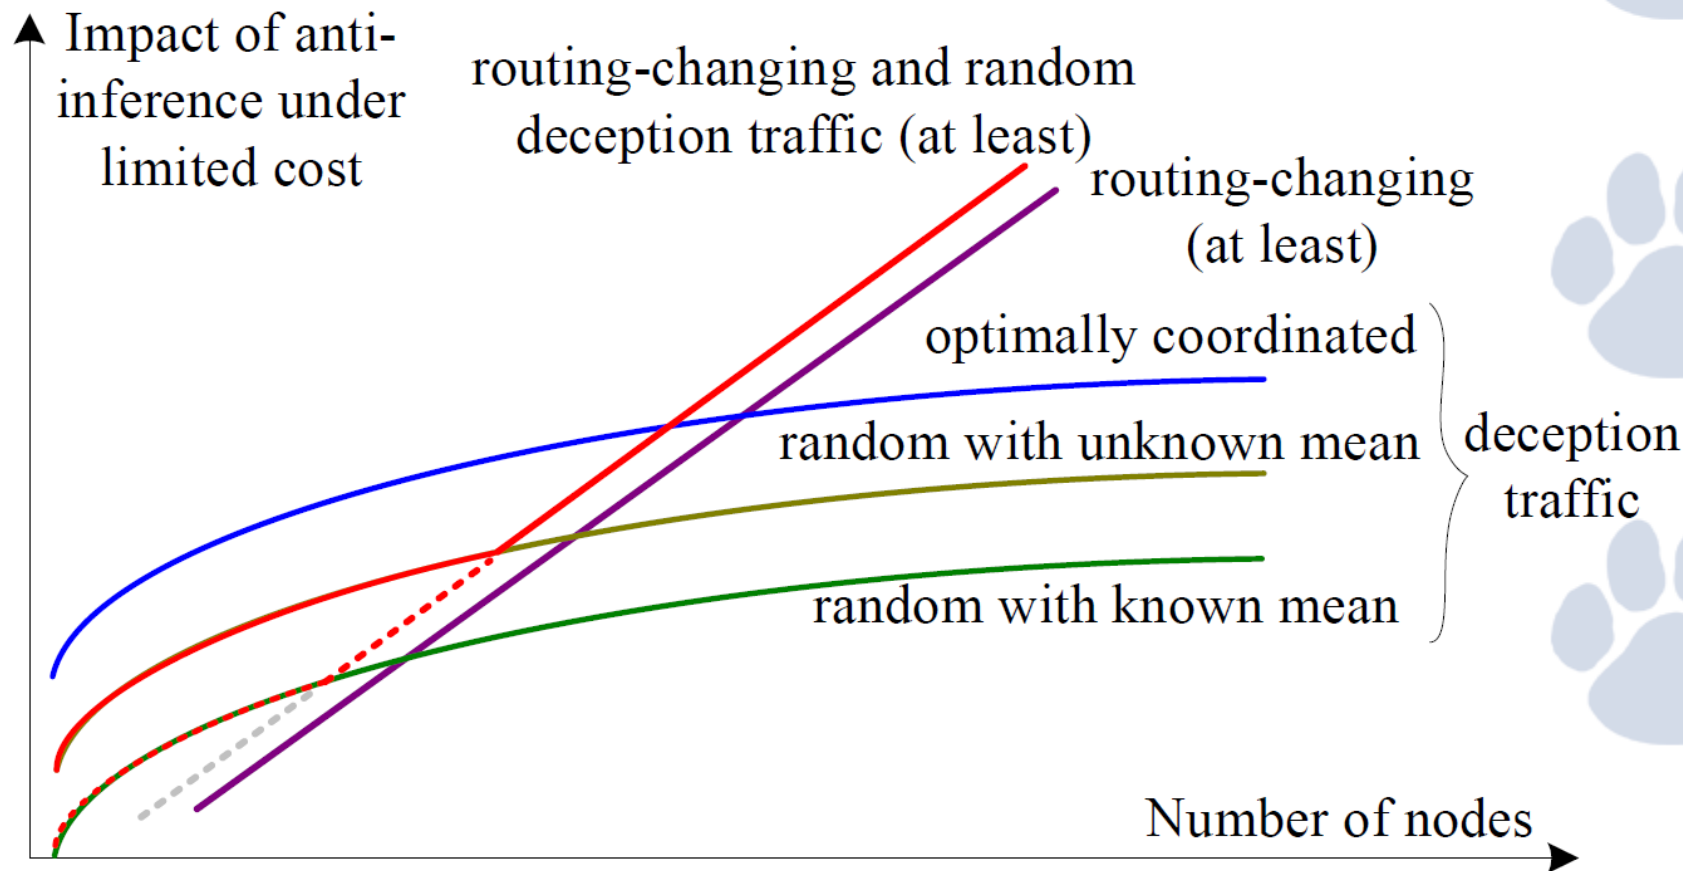 Impact of anti-
inference under
limited cost
routing-changing and random
deception traffic (at least)
routing-changing
(at least)
optimally coordinated
random with unknown mean
deception
traffic
random with known mean
Number of nodes